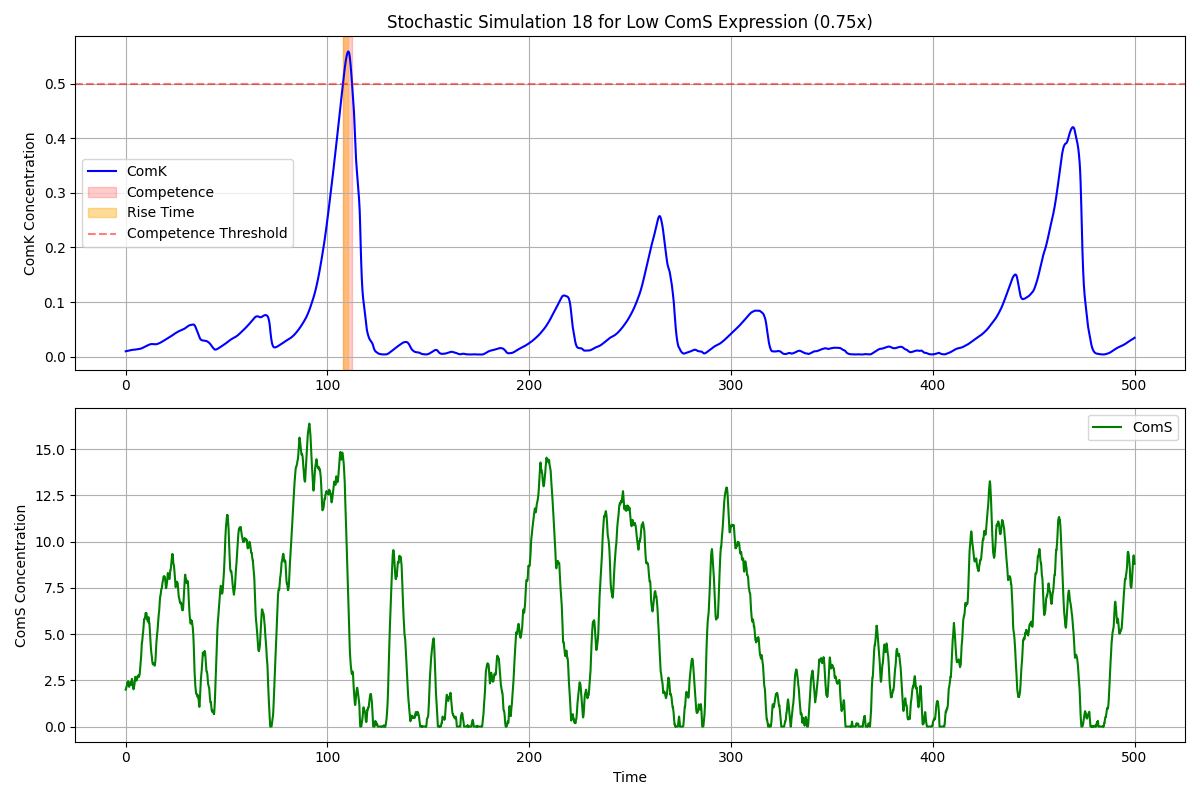 Stochastic Simulation 18 for Low ComS Expression (0.75x)
ComK Concentration
0.5
0.4
0.3
0.2
0.1
0.0
ComK
Competence
Rise Time
Competence Threshold
0 100 200 300 400 500
ComS Concentration
15.0
12.5
10.0
7.5
5.0
2.5
0.0
ComS
0 100 200 300 400 500
Time